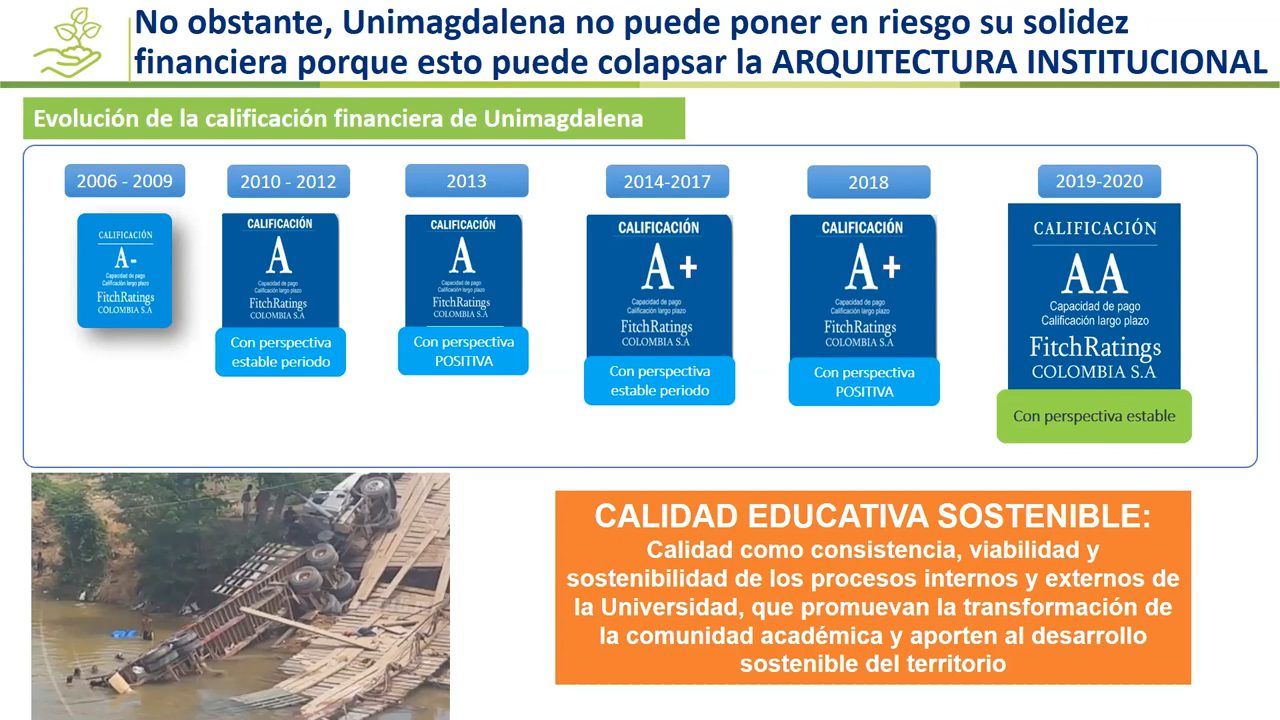 No obstante, Unimagdalena no puede poner en riesgo su solidez
financiera porque esto puede colapsar la ARQUITECTURA INSTITUCIONAL
Evolución de la calificación financiera de Unimagdalena
2006 - 2009
CALIFICACIÓN
A-
Capacidad de pago
Calificación largo plazo
FitchRatings
COLOMBIA S.A
2010 - 2012
CALIFICACIÓN
A
Capacidad de pago
Calificación largo plazo
FitchRatings
COLOMBIA S.A
Con perspectiva
estable periodo
2013
CALIFICACIÓN
A
Capacidad de pago
Calificación largo plazo
FitchRatings
COLOMBIA S.A
Con perspectiva
POSITIVA
2014-2017
CALIFICACIÓN
A+
Capacidad de pago
Calificación largo plazo
FitchRatings
COLOMBIA S.A
Con perspectiva
estable periodo
2018
CALIFICACIÓN
A+
Capacidad de pago
Calificación largo plazo
FitchRatings
COLOMBIA S.A
Con perspectiva
POSITIVA
2019-2020
CALIFICACIÓN
AA
Capacidad de pago
Calificación largo plazo
FitchRatings
COLOMBIA S.A
Con perspectiva estable
CALIDAD EDUCATIVA SOSTENIBLE:
Calidad como consistencia, viabilidad y
sostenibilidad de los procesos internos y externos de
la Universidad, que promuevan la transformación de
la comunidad académica y aporten al desarrollo
sostenible del territorio